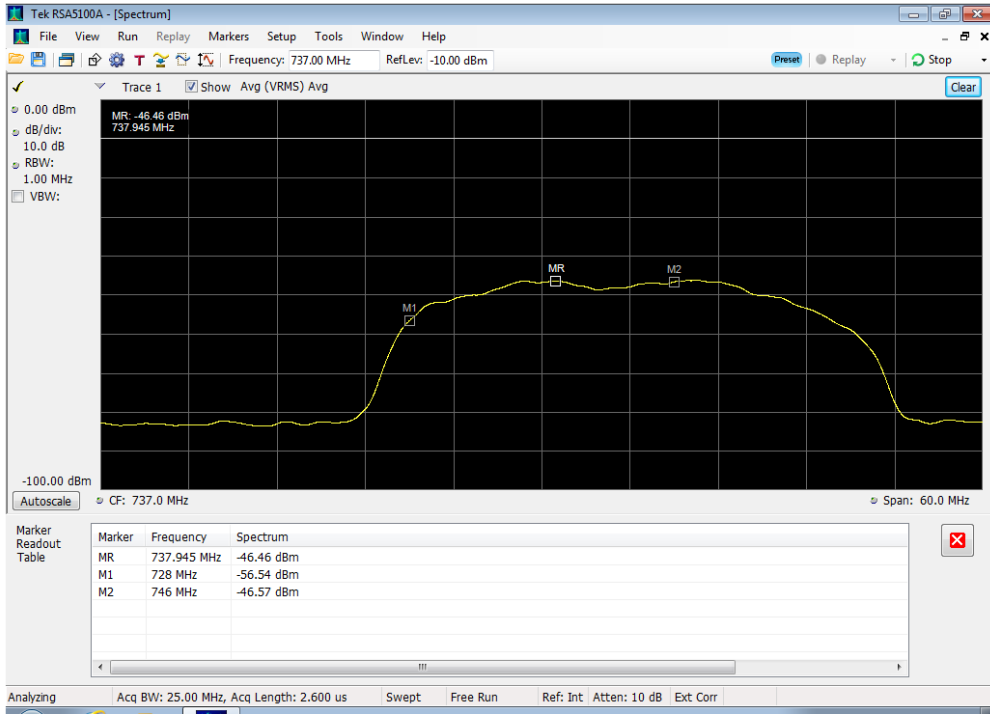 Tek RSA5100A - [Spectrum]
File View Run Replay Markers Setup Tools Window Help
Frequency: 737.00 MHz RefLev: -10.00 dBm Preset Replay Stop
Trace 1 Show Avg (VRMS) Avg Clear
0.00 dBm
dB/div:
10.0 dB
RBW:
1.00 MHz
VBW:
MR: -46.46 dBm
737.945 MHz
MR
M2
M1
-100.00 dBm
Autoscale CF: 737.0 MHz Span: 60.0 MHz
Marker
Readout
Table
Marker Frequency Spectrum
MR 737.945 MHz -46.46 dBm
M1 728 MHz -56.54 dBm
M2 746 MHz -46.57 dBm
Analyzing Acq BW: 25.00 MHz, Acq Length: 2.600 us Swept Free Run Ref: Int Atten: 10 dB Ext Corr